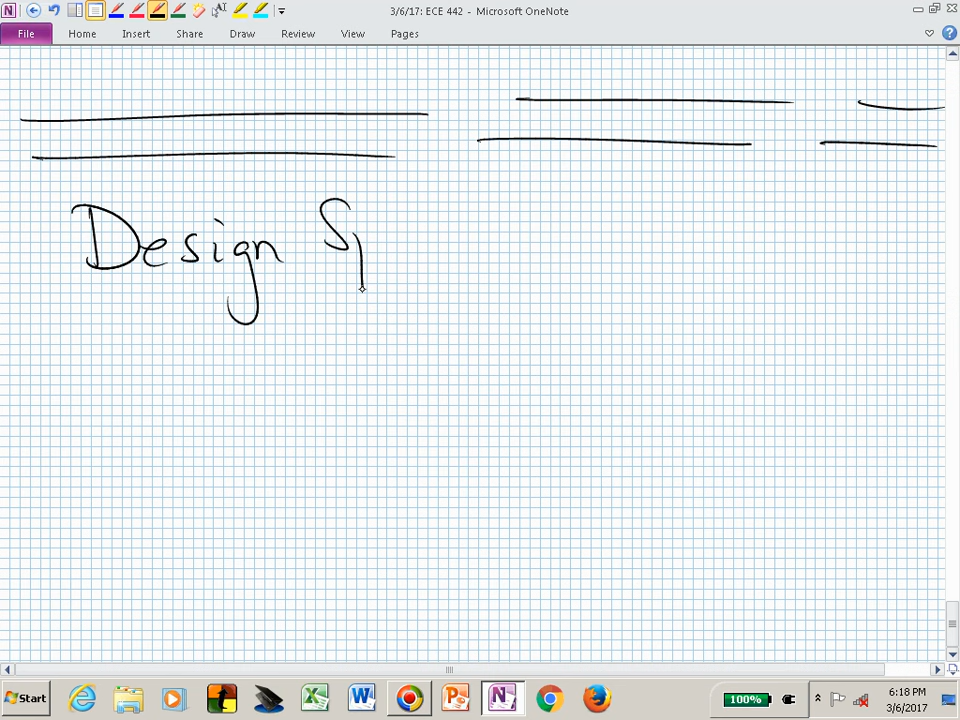 3/6/17: ECE 442 - Microsoft OneNote
File Home Insert Share Draw Review View Pages
Design
Start
100%
6:18 PM
3/6/2017